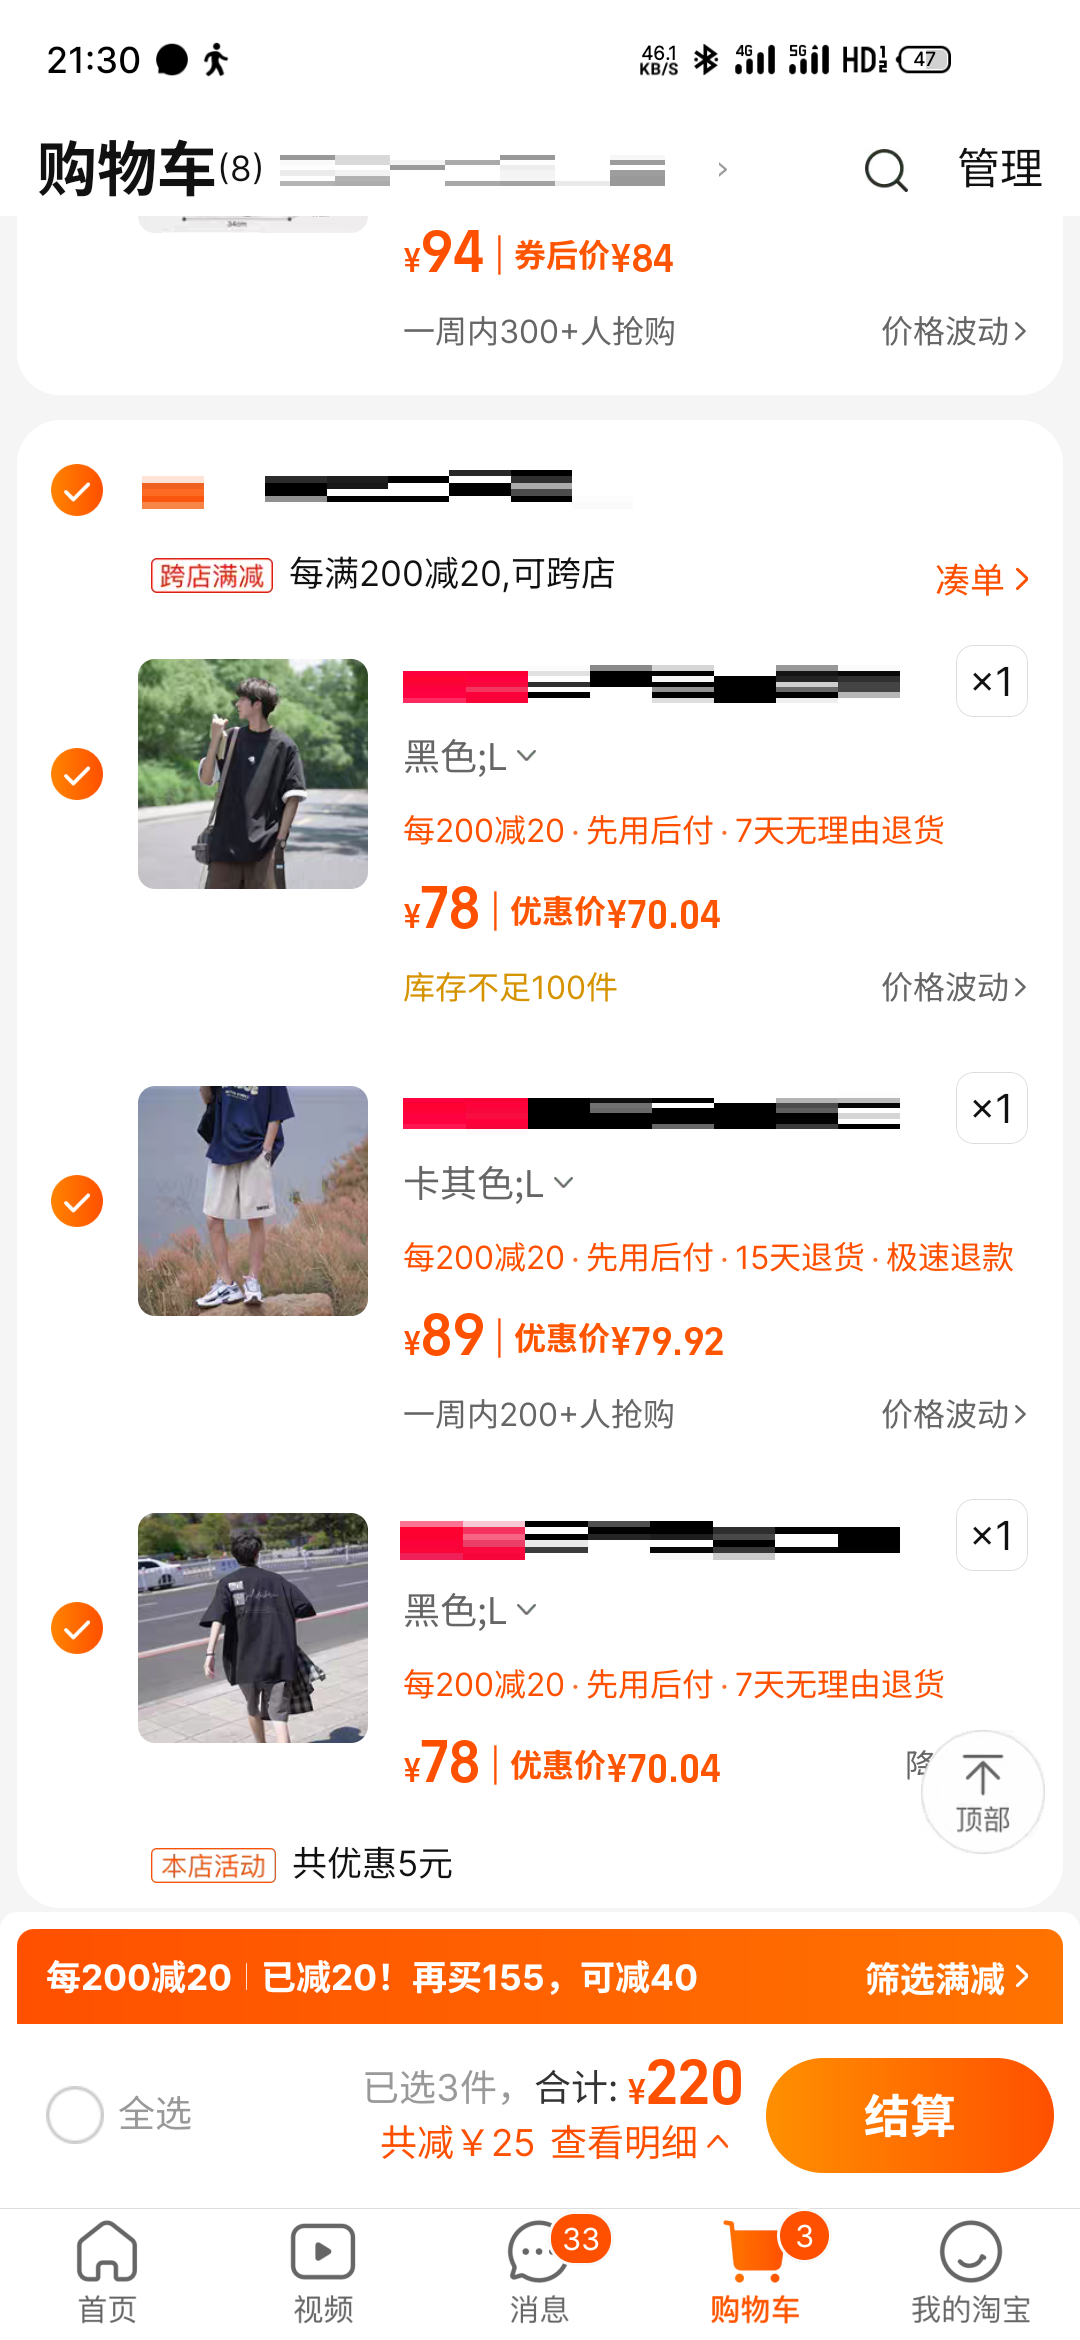 21:30
46.1 KB/S 4G 5G HD 1 2 47
购物车(8)
管理
34cm
¥94 | 券后价¥84
一周内300+人抢购
价格波动
跨店满减 每满200减20,可跨店
凑单
×1
黑色;L
每200减20 · 先用后付 · 7天无理由退货
¥78 | 优惠价¥70.04
库存不足100件
价格波动
×1
卡其色;L
每200减20 · 先用后付 · 15天退货 · 极速退款
¥89 | 优惠价¥79.92
一周内200+人抢购
价格波动
×1
黑色;L
每200减20 · 先用后付 · 7天无理由退货
¥78 | 优惠价¥70.04
降
顶部
本店活动 共优惠5元
每200减20 | 已减20！再买155，可减40
筛选满减
全选
已选3件，合计: ¥220
共减￥25 查看明细
结算
33
3
首页
视频
消息
购物车
我的淘宝